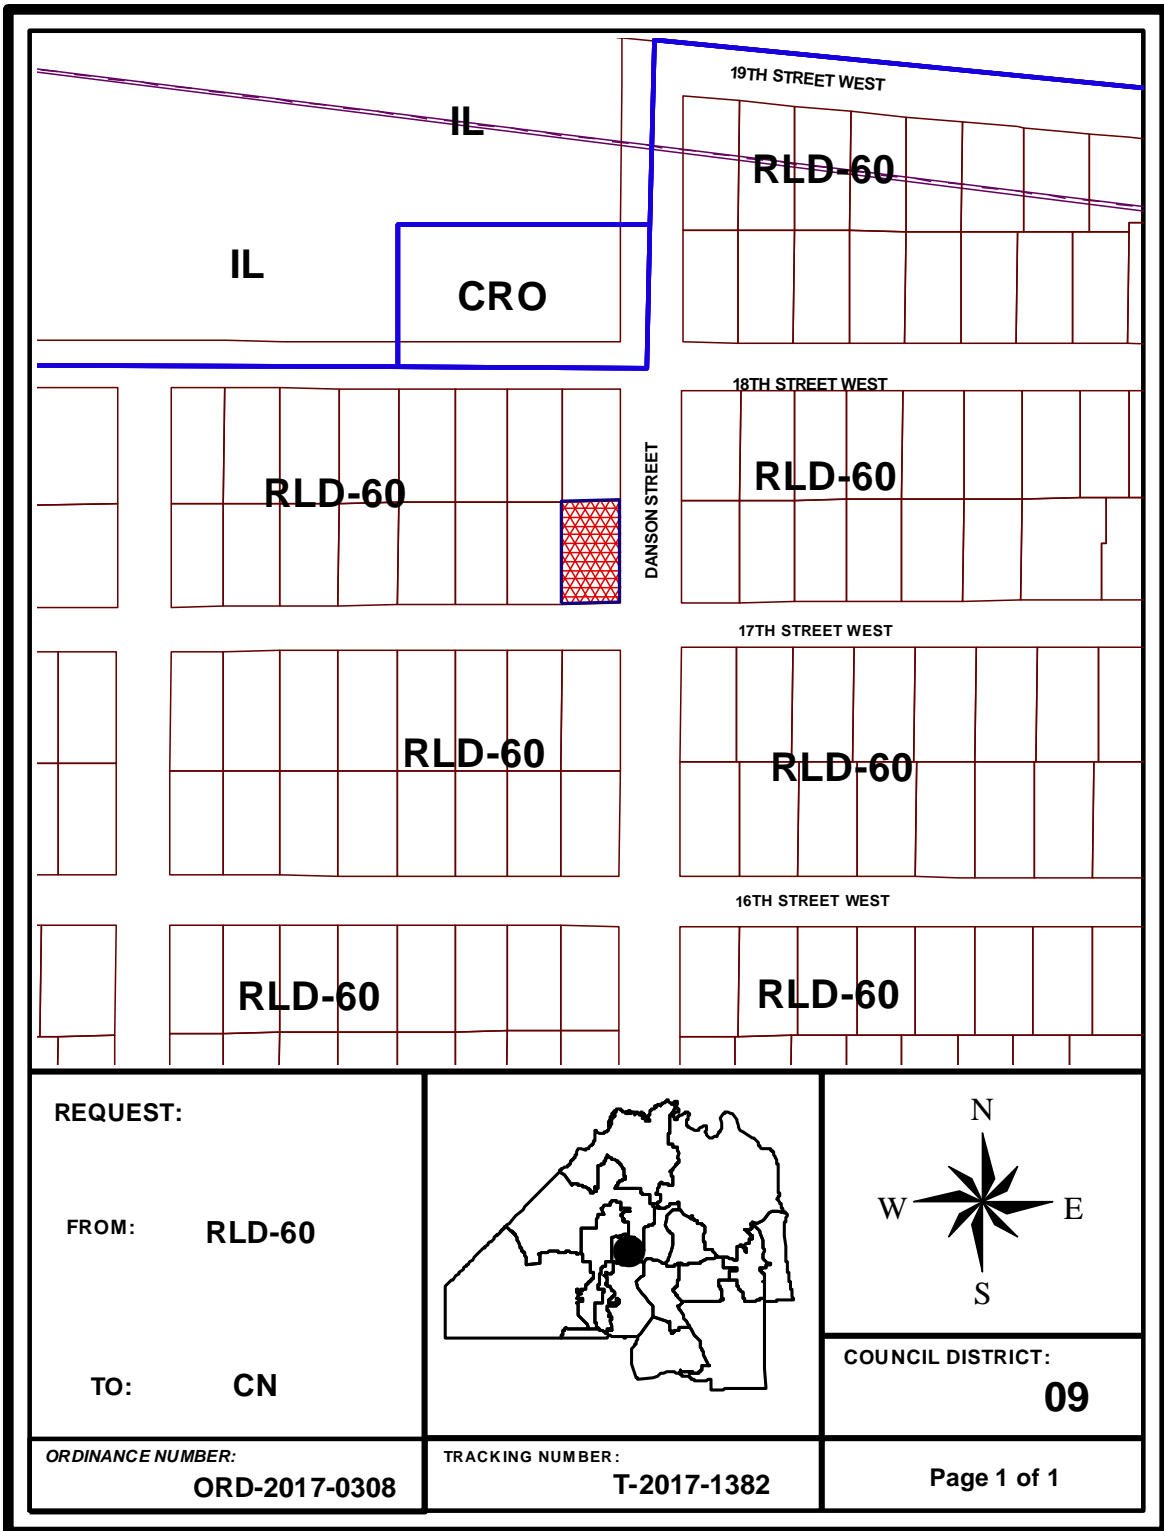 19TH STREET WEST
IL
RLD-60
IL
CRO
18TH STREET WEST
RLD-60
RLD-60
DANSON STREET
17TH STREET WEST
RLD-60
RLD-60
16TH STREET WEST
RLD-60
RLD-60
REQUEST:
FROM: RLD-60
TO: CN
N
W E
S
COUNCIL DISTRICT:
09
ORDINANCE NUMBER:
ORD-2017-0308
TRACKING NUMBER:
T-2017-1382
Page 1 of 1